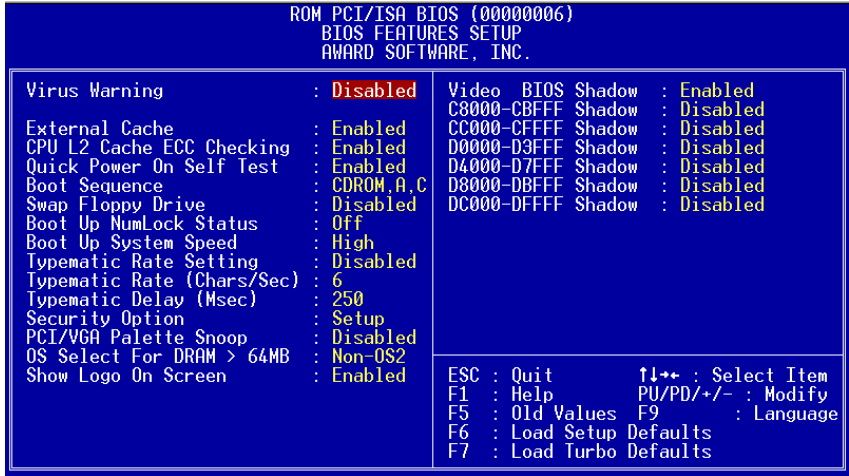 ROM PCI/ISA BIOS (00000006)
BIOS FEATURES SETUP
AWARD SOFTWARE, INC.
Virus Warning : Disabled
External Cache : Enabled
CPU L2 Cache ECC Checking : Enabled
Quick Power On Self Test : Enabled
Boot Sequence : CDROM,A,C
Swap Floppy Drive : Disabled
Boot Up NumLock Status : Off
Boot Up System Speed : High
Typematic Rate Setting : Disabled
Typematic Rate (Chars/Sec) : 6
Typematic Delay (Msec) : 250
Security Option : Setup
PCI/VGA Palette Snoop : Disabled
OS Select For DRAM > 64MB : Non-OS2
Show Logo On Screen : Enabled
Video BIOS Shadow : Enabled
C8000-CBFFF Shadow : Disabled
CC000-CFFFF Shadow : Disabled
D0000-D3FFF Shadow : Disabled
D4000-D7FFF Shadow : Disabled
D8000-DBFFF Shadow : Disabled
DC000-DFFFF Shadow : Disabled
ESC : Quit ↑↓→← : Select Item
F1 : Help PU/PD/+/- : Modify
F5 : Old Values F9 : Language
F6 : Load Setup Defaults
F7 : Load Turbo Defaults